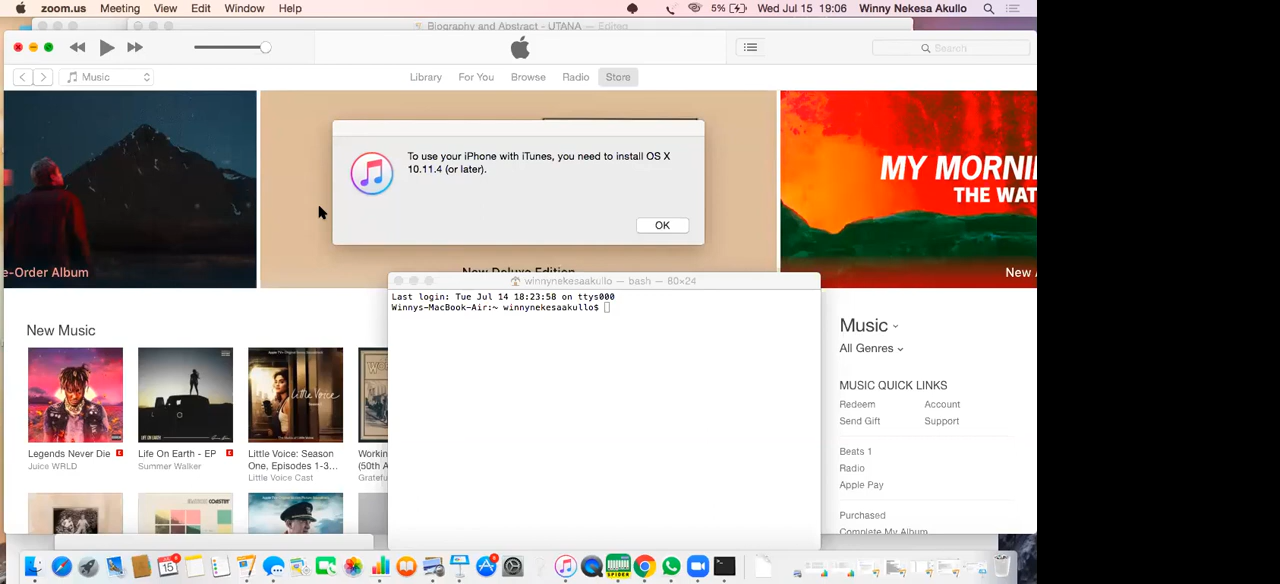 zoom.us Meeting View Edit Window Help 5% Wed Jul 15 19:06 Winny Nekesa Akullo
Biography and Abstract - UTANA — Edited
Search
Music Library For You Browse Radio Store
To use your iPhone with iTunes, you need to install OS X
10.11.4 (or later).
OK
MY MORNI
THE WAT
e-Order Album
New Deluxe Edition
New
winnynekesaakullo — bash — 80×24
Last login: Tue Jul 14 18:23:58 on ttys000
Winnys-MacBook-Air:~ winnynekesaakullo$
New Music
Legends Never Die E
Juice WRLD
Life On Earth - EP E
Summer Walker
Little Voice: Season
One, Episodes 1-3...
Little Voice Cast
Workin
(50th A
Gratefu
Music
All Genres
MUSIC QUICK LINKS
Redeem Account
Send Gift Support
Beats 1
Radio
Apple Pay
Purchased
Complete My Album
15
SPIDER